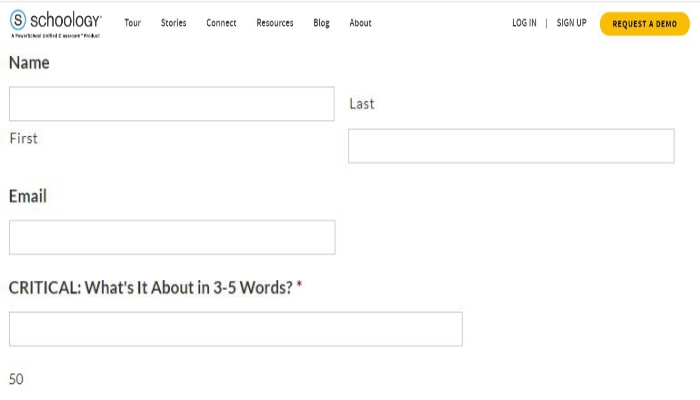 schoology Tour Stories Connect Resources Blog About LOG IN | SIGN UP REQUEST A DEMO
A PowerSchool Unified Classroom™ Product
Name
Last
First
Email
CRITICAL: What's It About in 3-5 Words? *
50